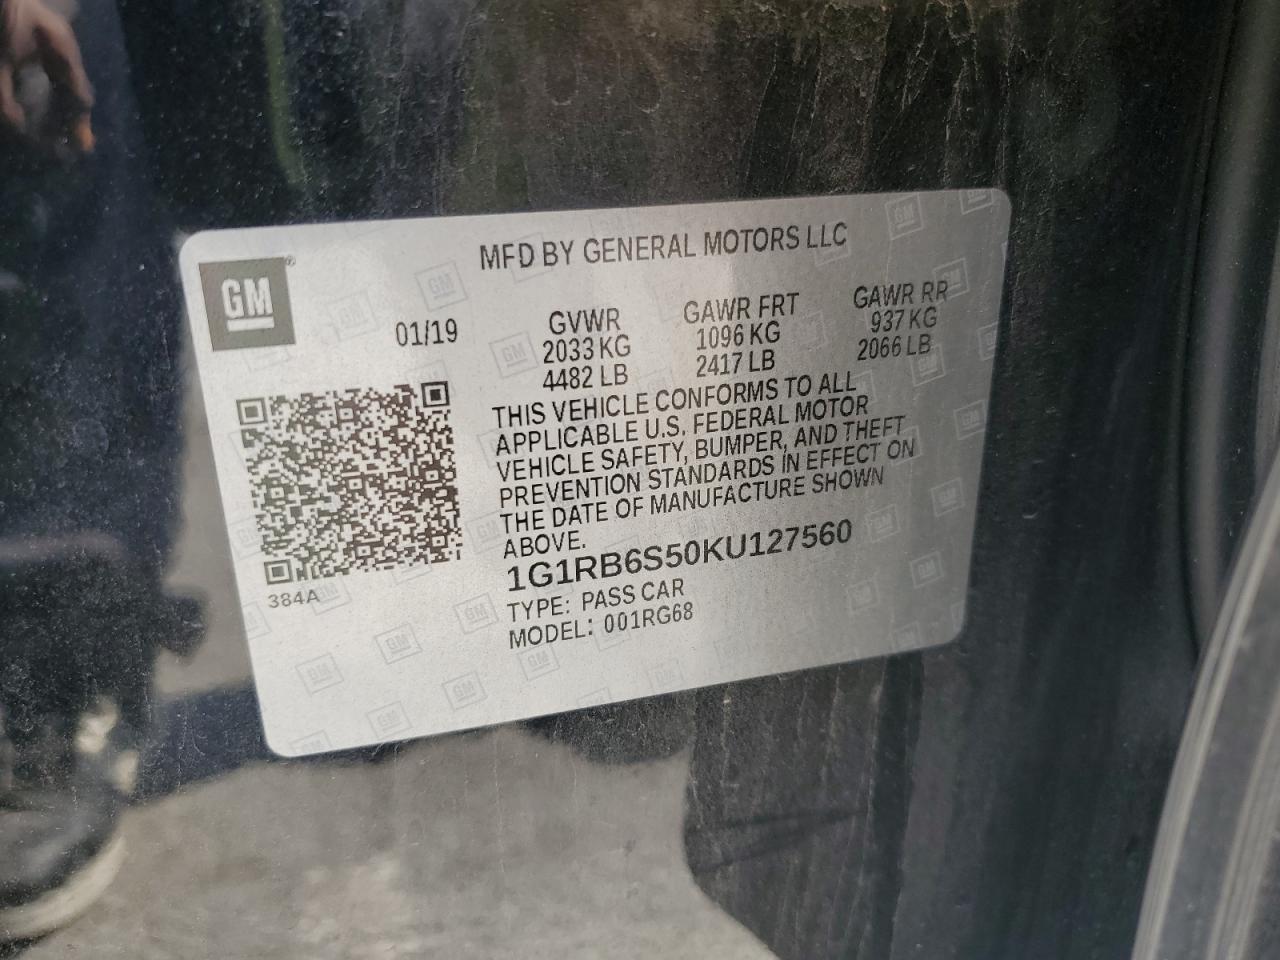 GM®
MFD BY GENERAL MOTORS LLC
01/19
GVWR GAWR FRT GAWR RR
2033 KG 1096 KG 937 KG
4482 LB 2417 LB 2066 LB
THIS VEHICLE CONFORMS TO ALL
APPLICABLE U.S. FEDERAL MOTOR
VEHICLE SAFETY, BUMPER, AND THEFT
PREVENTION STANDARDS IN EFFECT ON
THE DATE OF MANUFACTURE SHOWN
ABOVE.
1G1RB6S50KU127560
TYPE: PASS CAR
MODEL: 001RG68
384A